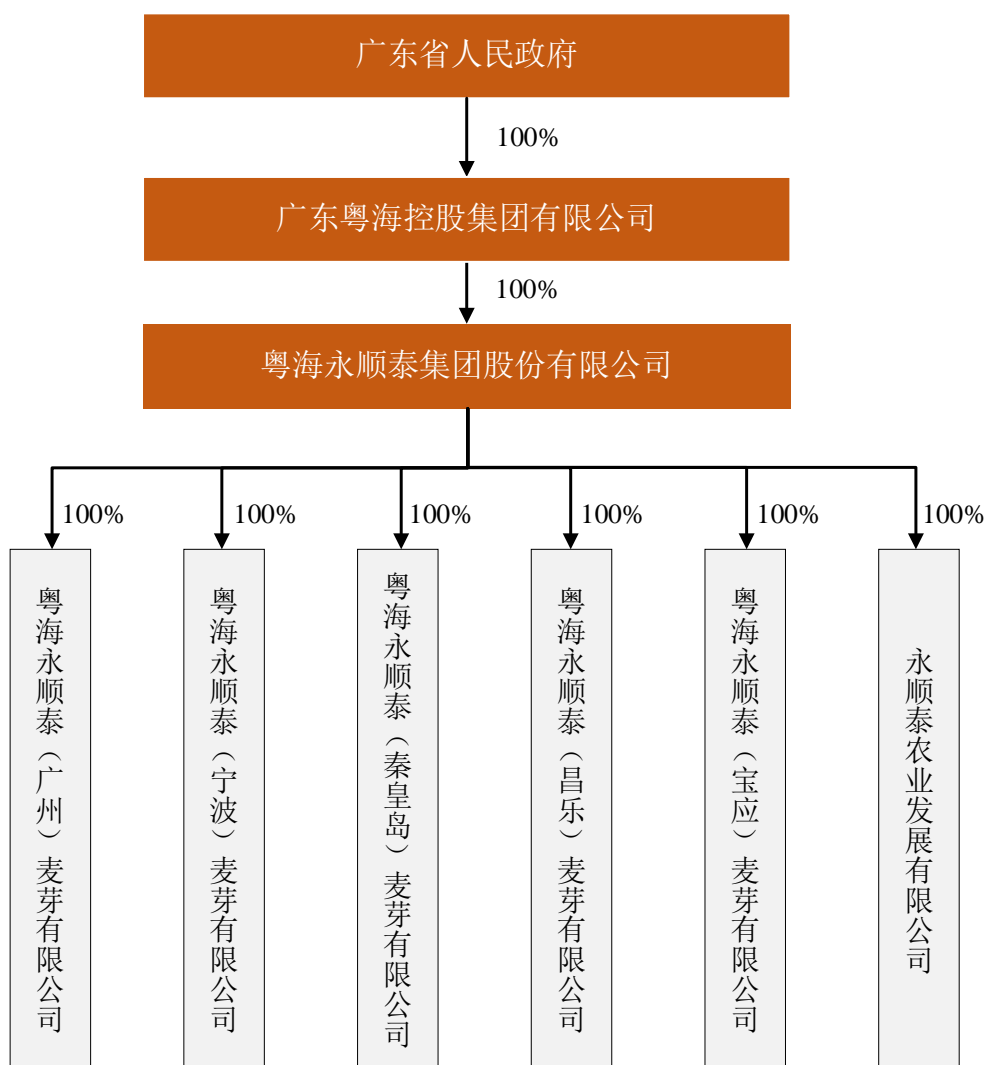 广东省人民政府
100%
广东粤海控股集团有限公司
100%
粤海永顺泰集团股份有限公司
100%
100%
100%
100%
100%
100%
粤海永顺泰（广州）麦芽有限公司
粤海永顺泰（宁波）麦芽有限公司
粤海永顺泰（秦皇岛）麦芽有限公司
粤海永顺泰（昌乐）麦芽有限公司
粤海永顺泰（宝应）麦芽有限公司
永顺泰农业发展有限公司